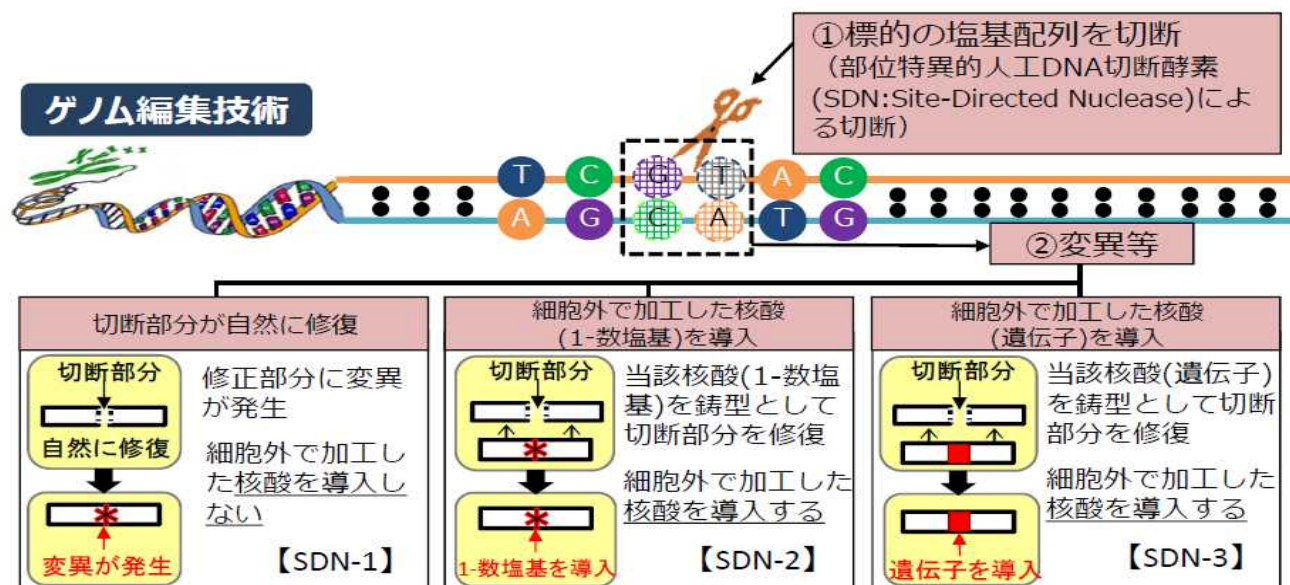 ①標的の塩基配列を切断
（部位特異的人工DNA切断酵素
(SDN:Site-Directed Nuclease)によ
る切断）
ゲノム編集技術
T C G T A C
A G C A T G
②変異等
切断部分が自然に修復
切断部分
自然に修復
変異が発生
修正部分に変異
が発生
細胞外で加工し
た核酸を導入し
ない
【SDN-1】
細胞外で加工した核酸
(1-数塩基)を導入
切断部分
1-数塩基を導入
当該核酸(1-数塩
基)を鋳型として
切断部分を修復
細胞外で加工した
核酸を導入する
【SDN-2】
細胞外で加工した核酸
(遺伝子)を導入
切断部分
遺伝子を導入
当該核酸(遺伝子)
を鋳型として切断
部分を修復
細胞外で加工した
核酸を導入する
【SDN-3】